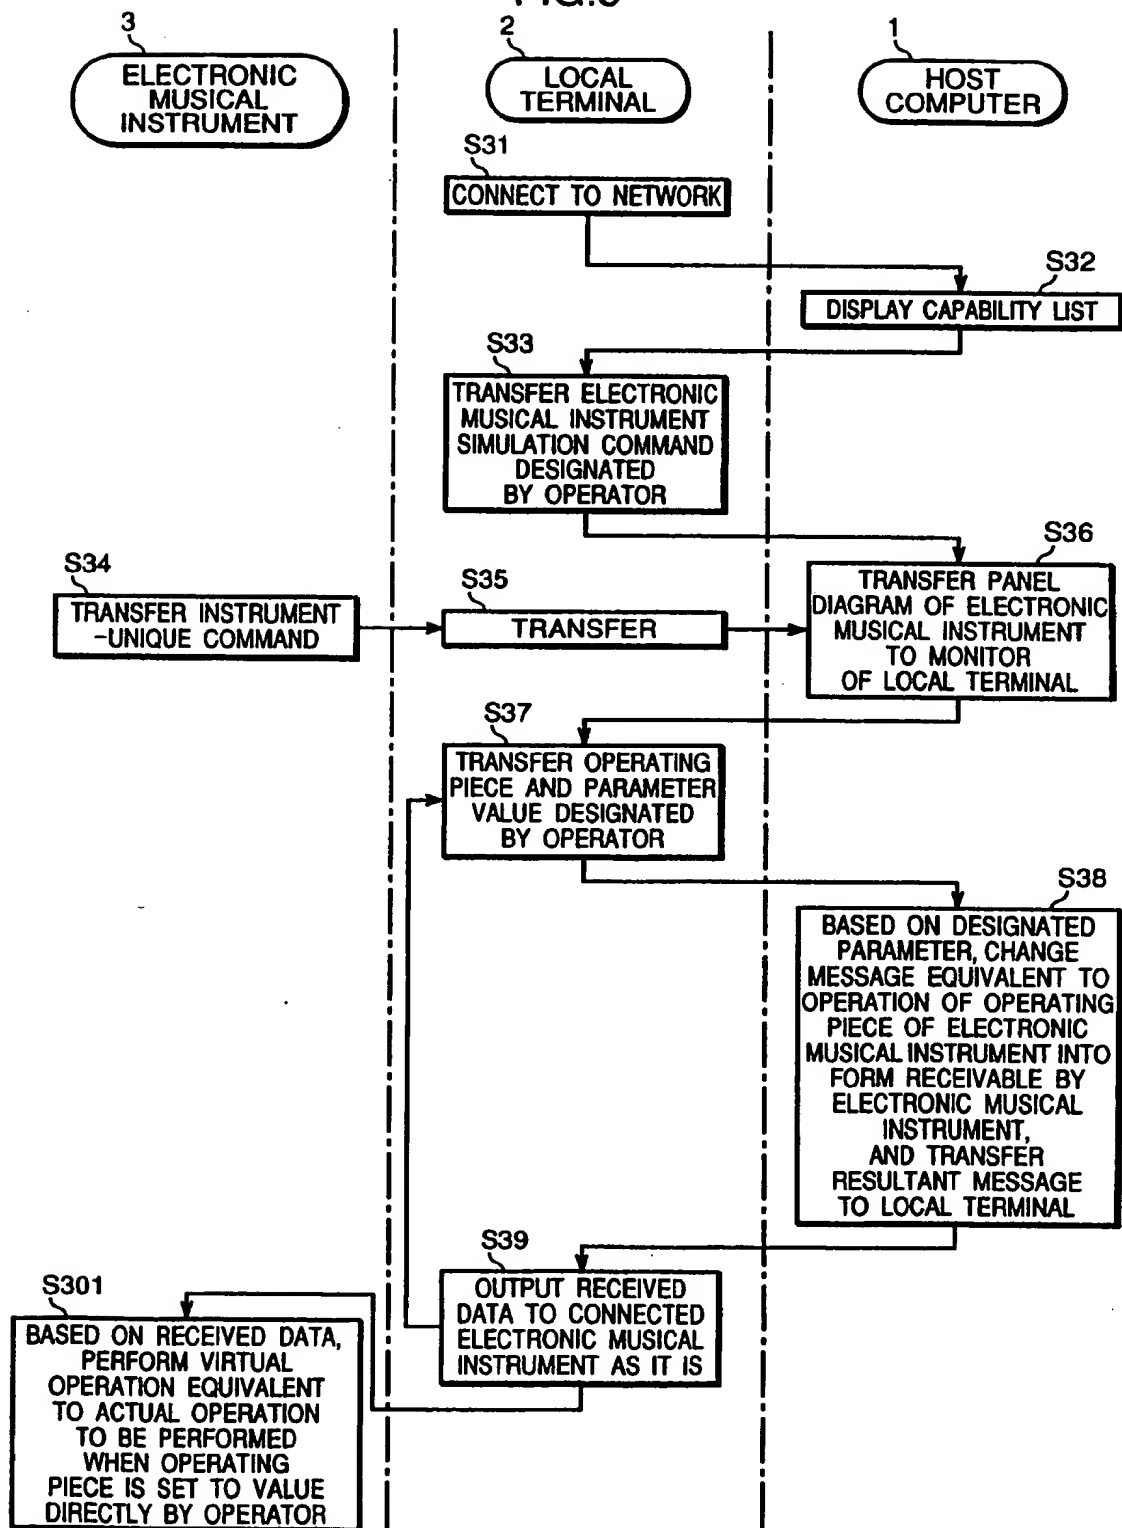 3
ELECTRONIC
MUSICAL
INSTRUMENT
2
LOCAL
TERMINAL
1
HOST
COMPUTER
S31
CONNECT TO NETWORK
S32
DISPLAY CAPABILITY LIST
S33
TRANSFER ELECTRONIC
MUSICAL INSTRUMENT
SIMULATION COMMAND
DESIGNATED
BY OPERATOR
S34
TRANSFER INSTRUMENT
-UNIQUE COMMAND
S35
TRANSFER
S36
TRANSFER PANEL
DIAGRAM OF ELECTRONIC
MUSICAL INSTRUMENT
TO MONITOR
OF LOCAL TERMINAL
S37
TRANSFER OPERATING
PIECE AND PARAMETER
VALUE DESIGNATED
BY OPERATOR
S38
BASED ON DESIGNATED
PARAMETER, CHANGE
MESSAGE EQUIVALENT TO
OPERATION OF OPERATING
PIECE OF ELECTRONIC
MUSICAL INSTRUMENT INTO
FORM RECEIVABLE BY
ELECTRONIC MUSICAL
INSTRUMENT,
AND TRANSFER
RESULTANT MESSAGE
TO LOCAL TERMINAL
S39
OUTPUT RECEIVED
DATA TO CONNECTED
ELECTRONIC MUSICAL
INSTRUMENT AS IT IS
S301
BASED ON RECEIVED DATA,
PERFORM VIRTUAL
OPERATION EQUIVALENT
TO ACTUAL OPERATION
TO BE PERFORMED
WHEN OPERATING
PIECE IS SET TO VALUE
DIRECTLY BY OPERATOR